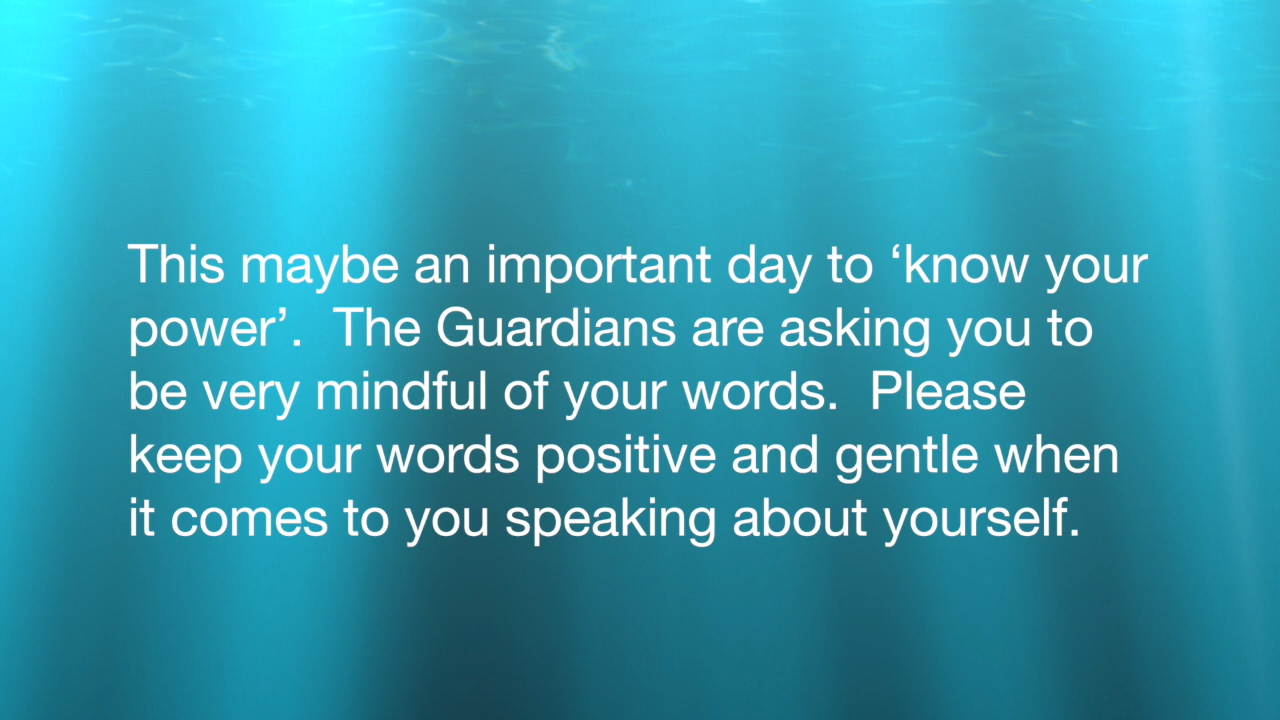 This maybe an important day to ‘know your
power’.  The Guardians are asking you to
be very mindful of your words.  Please
keep your words positive and gentle when
it comes to you speaking about yourself.